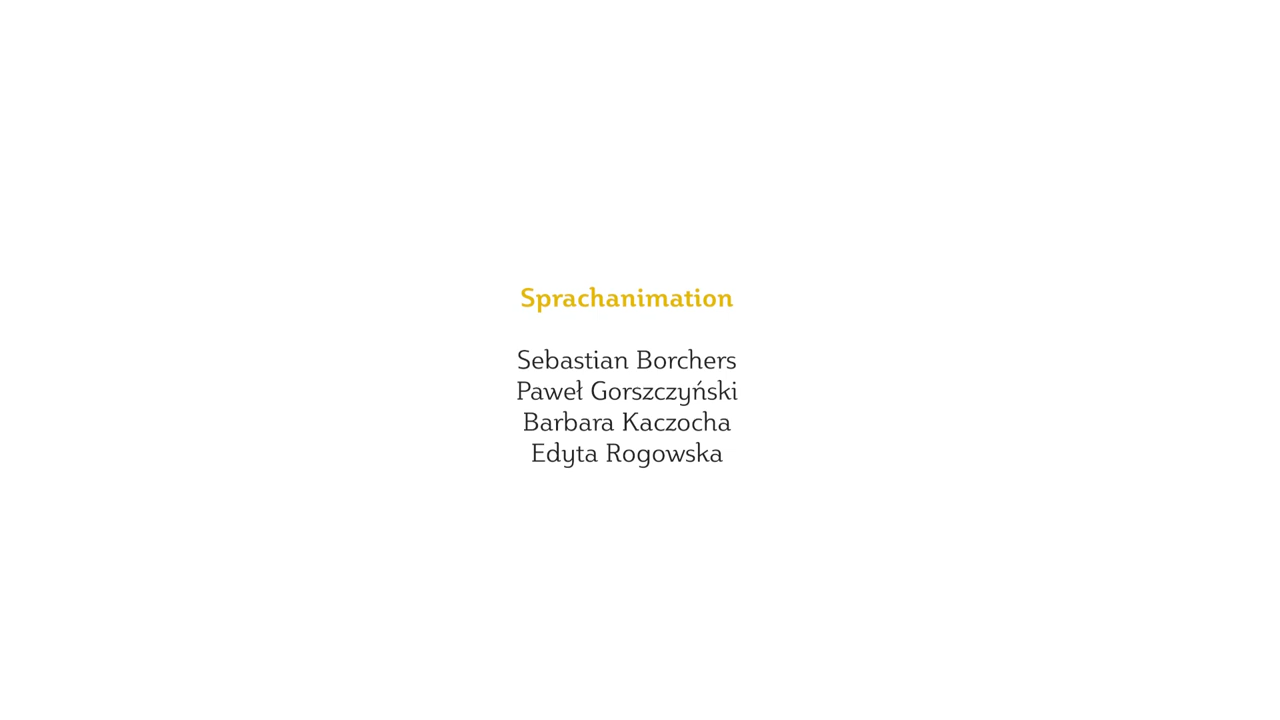 Sprachanimation
Sebastian Borchers
Paweł Gorszczyński
Barbara Kaczocha
Edyta Rogowska